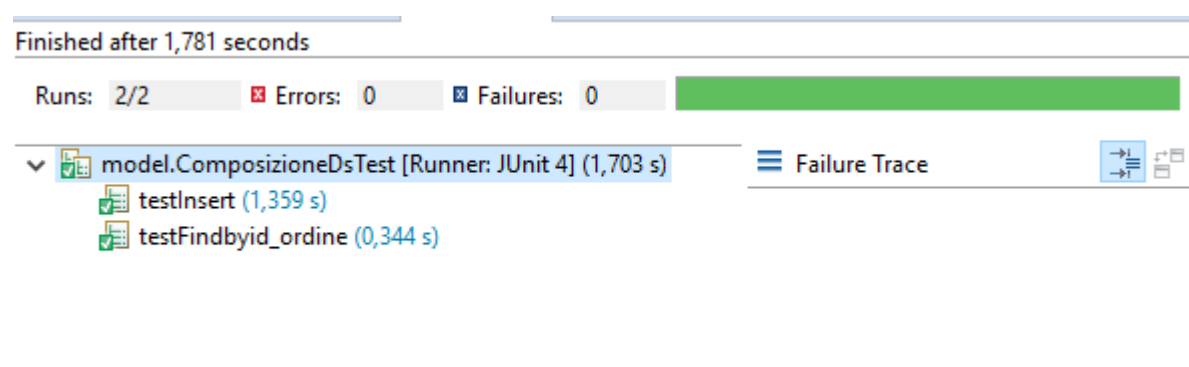 Finished after 1,781 seconds
Runs: 2/2 Errors: 0 Failures: 0
model.ComposizioneDsTest [Runner: JUnit 4] (1,703 s)
Failure Trace
testInsert (1,359 s)
testFindbyid_ordine (0,344 s)